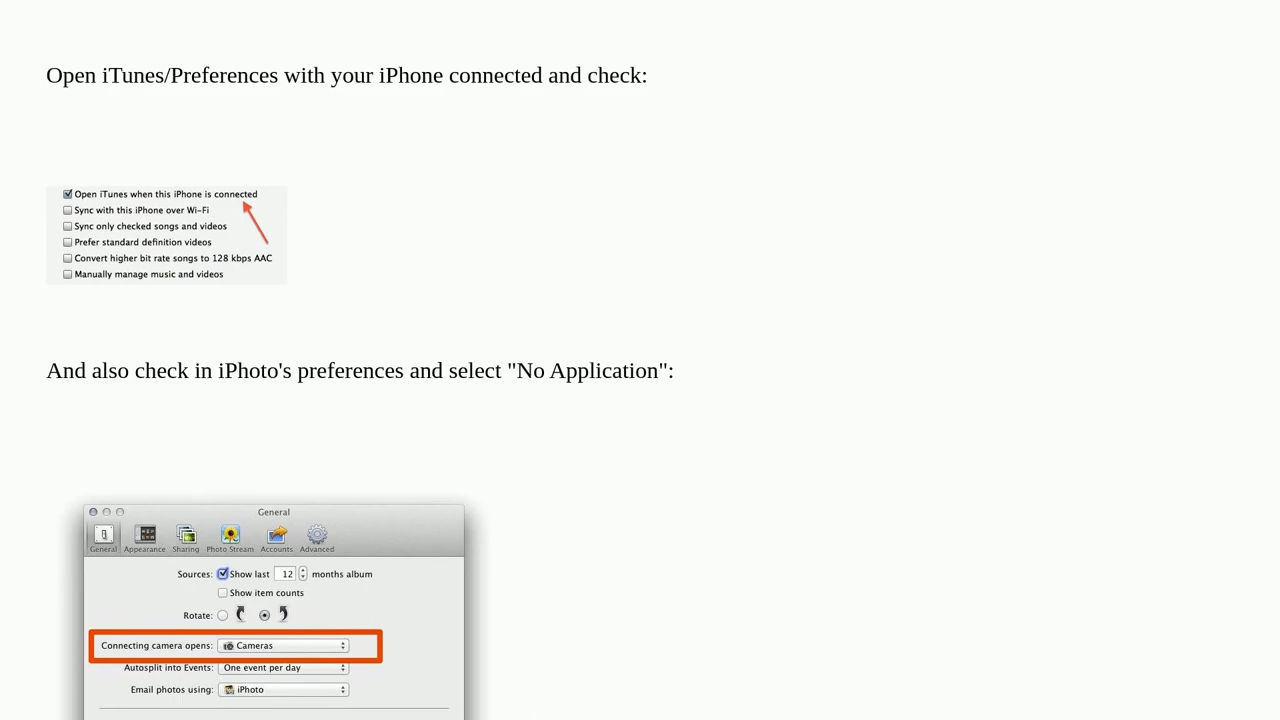 Open iTunes/Preferences with your iPhone connected and check:
Open iTunes when this iPhone is connected
Sync with this iPhone over Wi-Fi
Sync only checked songs and videos
Prefer standard definition videos
Convert higher bit rate songs to 128 kbps AAC
Manually manage music and videos
And also check in iPhoto's preferences and select "No Application":
General
General Appearance Sharing Photo Stream Accounts Advanced
Sources: Show last 12 months album
Show item counts
Rotate:
Connecting camera opens: Cameras
Autosplit into Events: One event per day
Email photos using: iPhoto